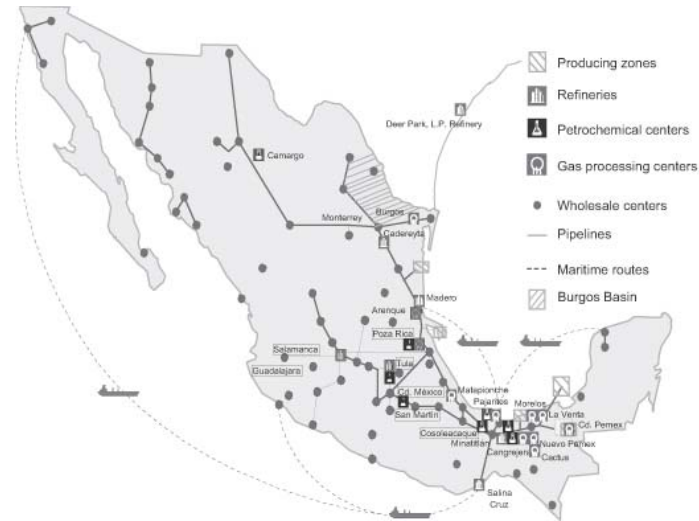 Producing zones
Refineries
Deer Park, L.P. Refinery
Petrochemical centers
Camargo
Gas processing centers
Wholesale centers
Monterrey
Burgos
Cadereyta
Pipelines
Maritime routes
Madero
Burgos Basin
Arenque
Poza Rica
Salamanca
Tula
Guadalajara
Cd. México
Matapionche
Pajaritos
Morelos
La Venta
San Martín
Cd. Pemex
Cosoleacaque
Minatitlán
Nuevo Pemex
Cangrejera
Cactus
Salina
Cruz